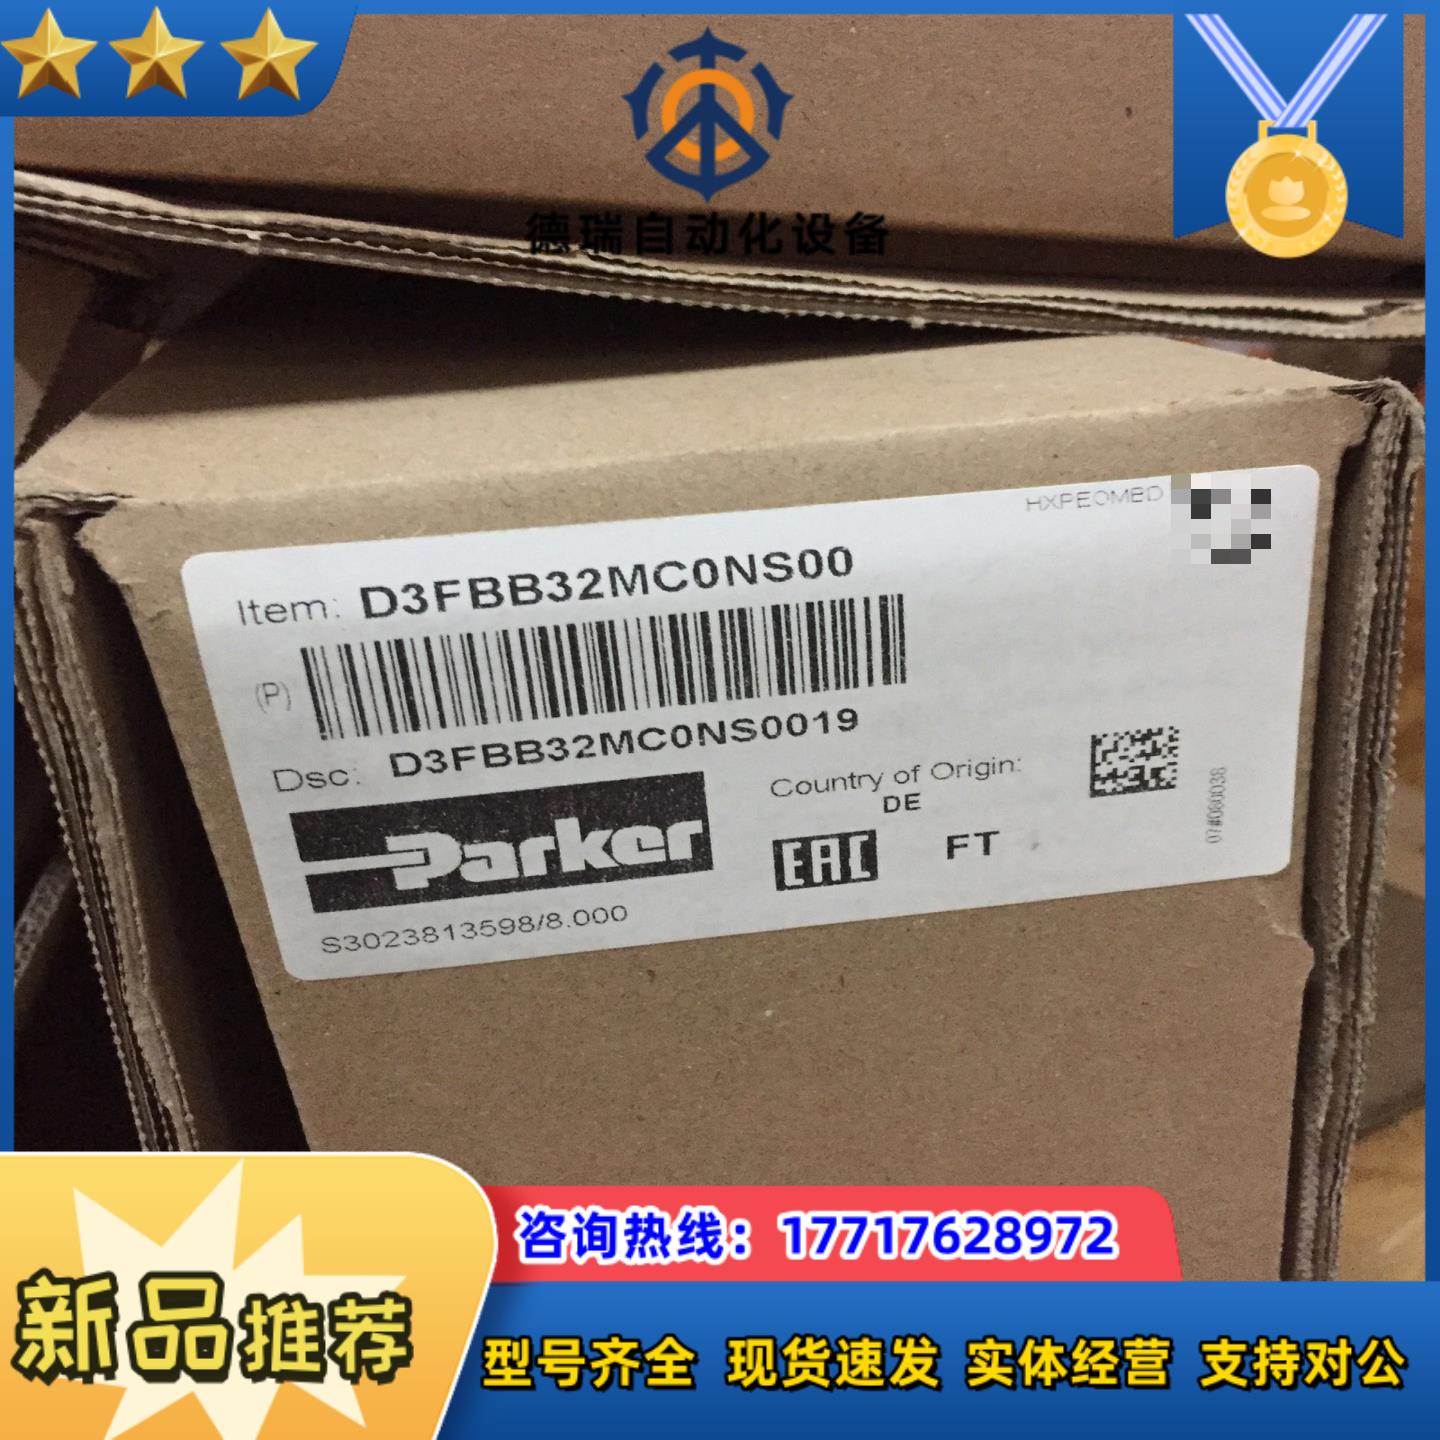 德瑞自动化设备
HXPEOMBD
Item: D3FBB32MC0NS00
(P)
Dsc: D3FBB32MC0NS0019
Parker
Country of Origin:
DE
EAC FT
07#080038
S3023813598/8.000
咨询热线：17717628972
新品推荐
型号齐全 现货速发 实体经营 支持对公